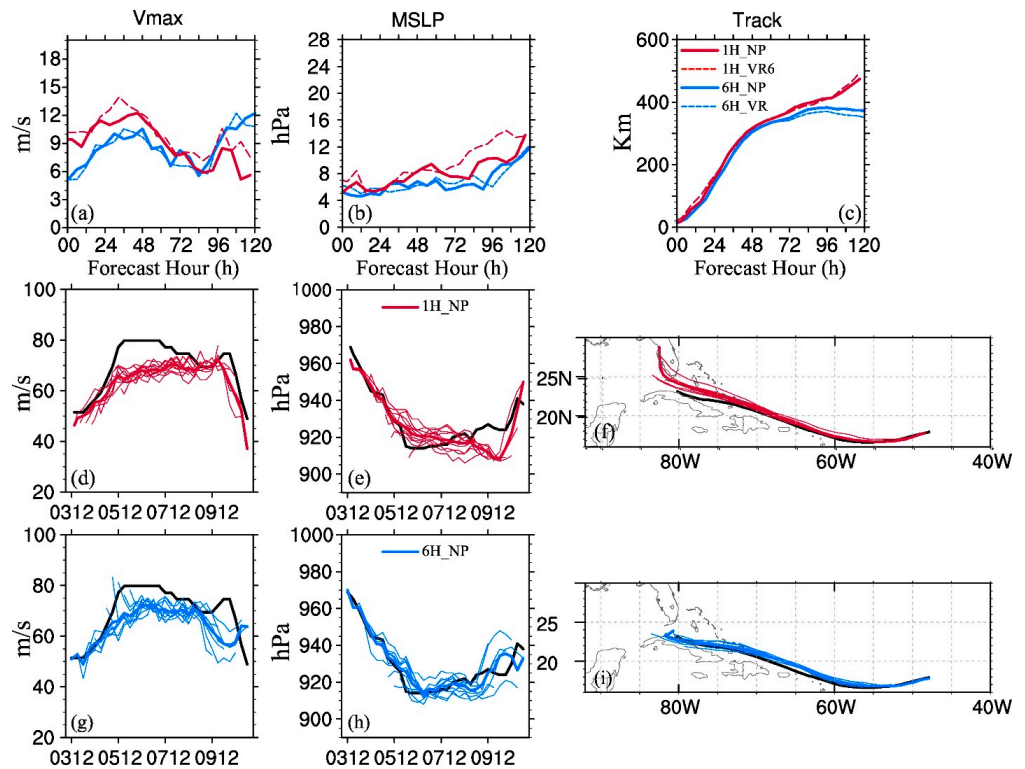 Vmax
MSLP
Track
21
18
15
12
9
6
3
0
m/s
(a)
00 24 48 72 96 120
Forecast Hour (h)
28
24
20
16
12
8
4
0
hPa
(b)
00 24 48 72 96 120
Forecast Hour (h)
600
400
200
0
Km
1H_NP
1H_VR6
6H_NP
6H_VR
(c)
00 24 48 72 96 120
Forecast Hour (h)
100
80
60
40
20
m/s
(d)
0312 0512 0712 0912
1000
980
960
940
920
900
hPa
1H_NP
(e)
0312 0512 0712 0912
25N
20N
(f)
80W 60W 40W
100
80
60
40
20
m/s
(g)
0312 0512 0712 0912
1000
980
960
940
920
900
hPa
6H_NP
(h)
0312 0512 0712 0912
25
20
(i)
80W 60W 40W